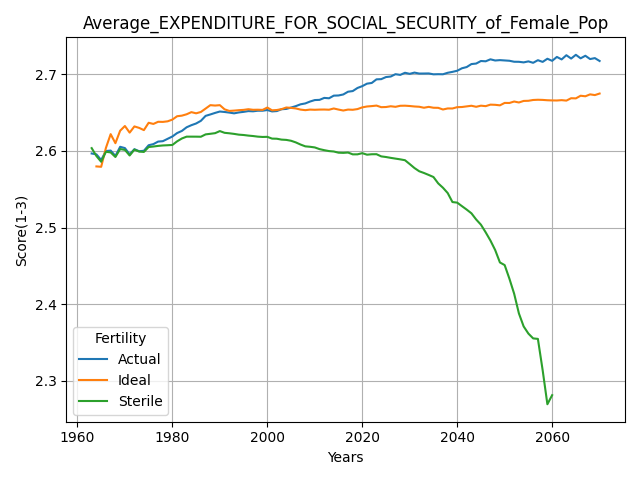 Average_EXPENDITURE_FOR_SOCIAL_SECURITY_of_Female_Pop
Score(1-3)
2.7
2.6
2.5
2.4
2.3
Fertility
Actual
Ideal
Sterile
1960 1980 2000 2020 2040 2060
Years